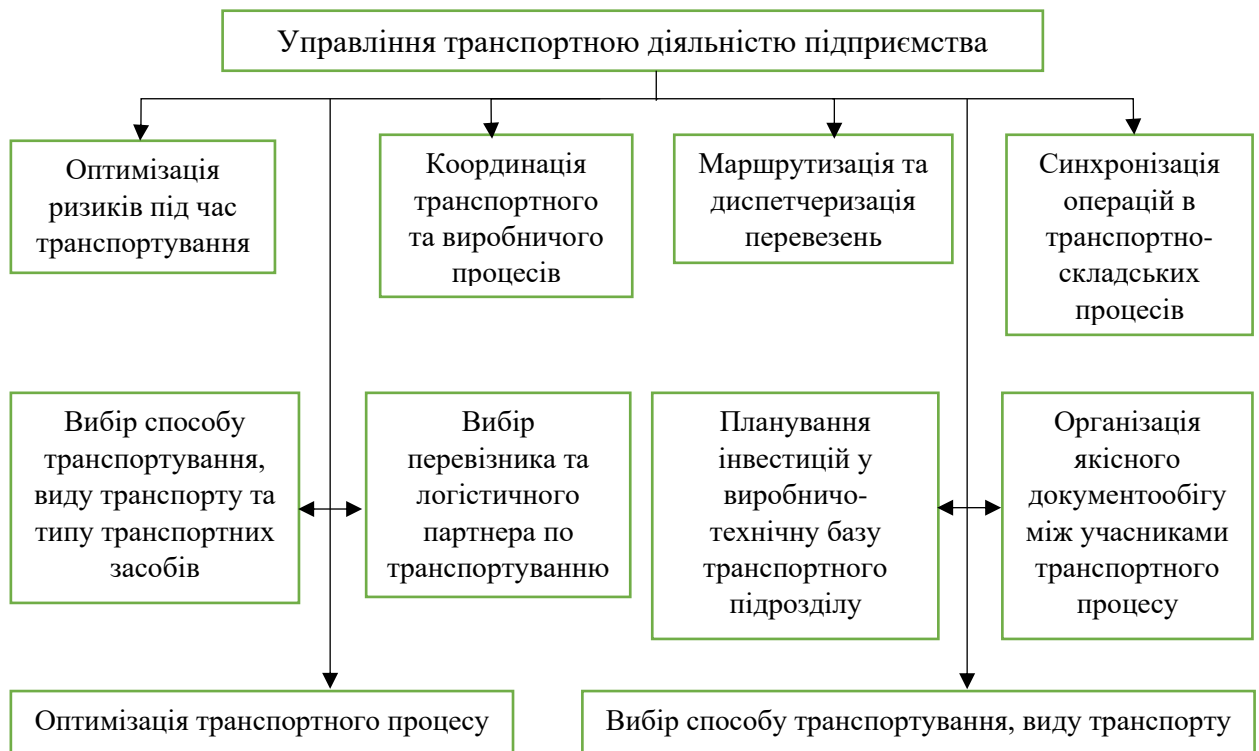 Управління транспортною діяльністю підприємства
Оптимізація
ризиків під час
транспортування
Координація
транспортного
та виробничого
процесів
Маршрутизація та
диспетчеризація
перевезень
Синхронізація
операцій в
транспортно-
складських
процесів
Вибір способу
транспортування,
виду транспорту та
типу транспортних
засобів
Вибір
перевізника та
логістичного
партнера по
транспортуванню
Планування
інвестицій у
виробничо-
технічну базу
транспортного
підрозділу
Організація
якісного
документообігу
між учасниками
транспортного
процесу
Оптимізація транспортного процесу
Вибір способу транспортування, виду транспорту